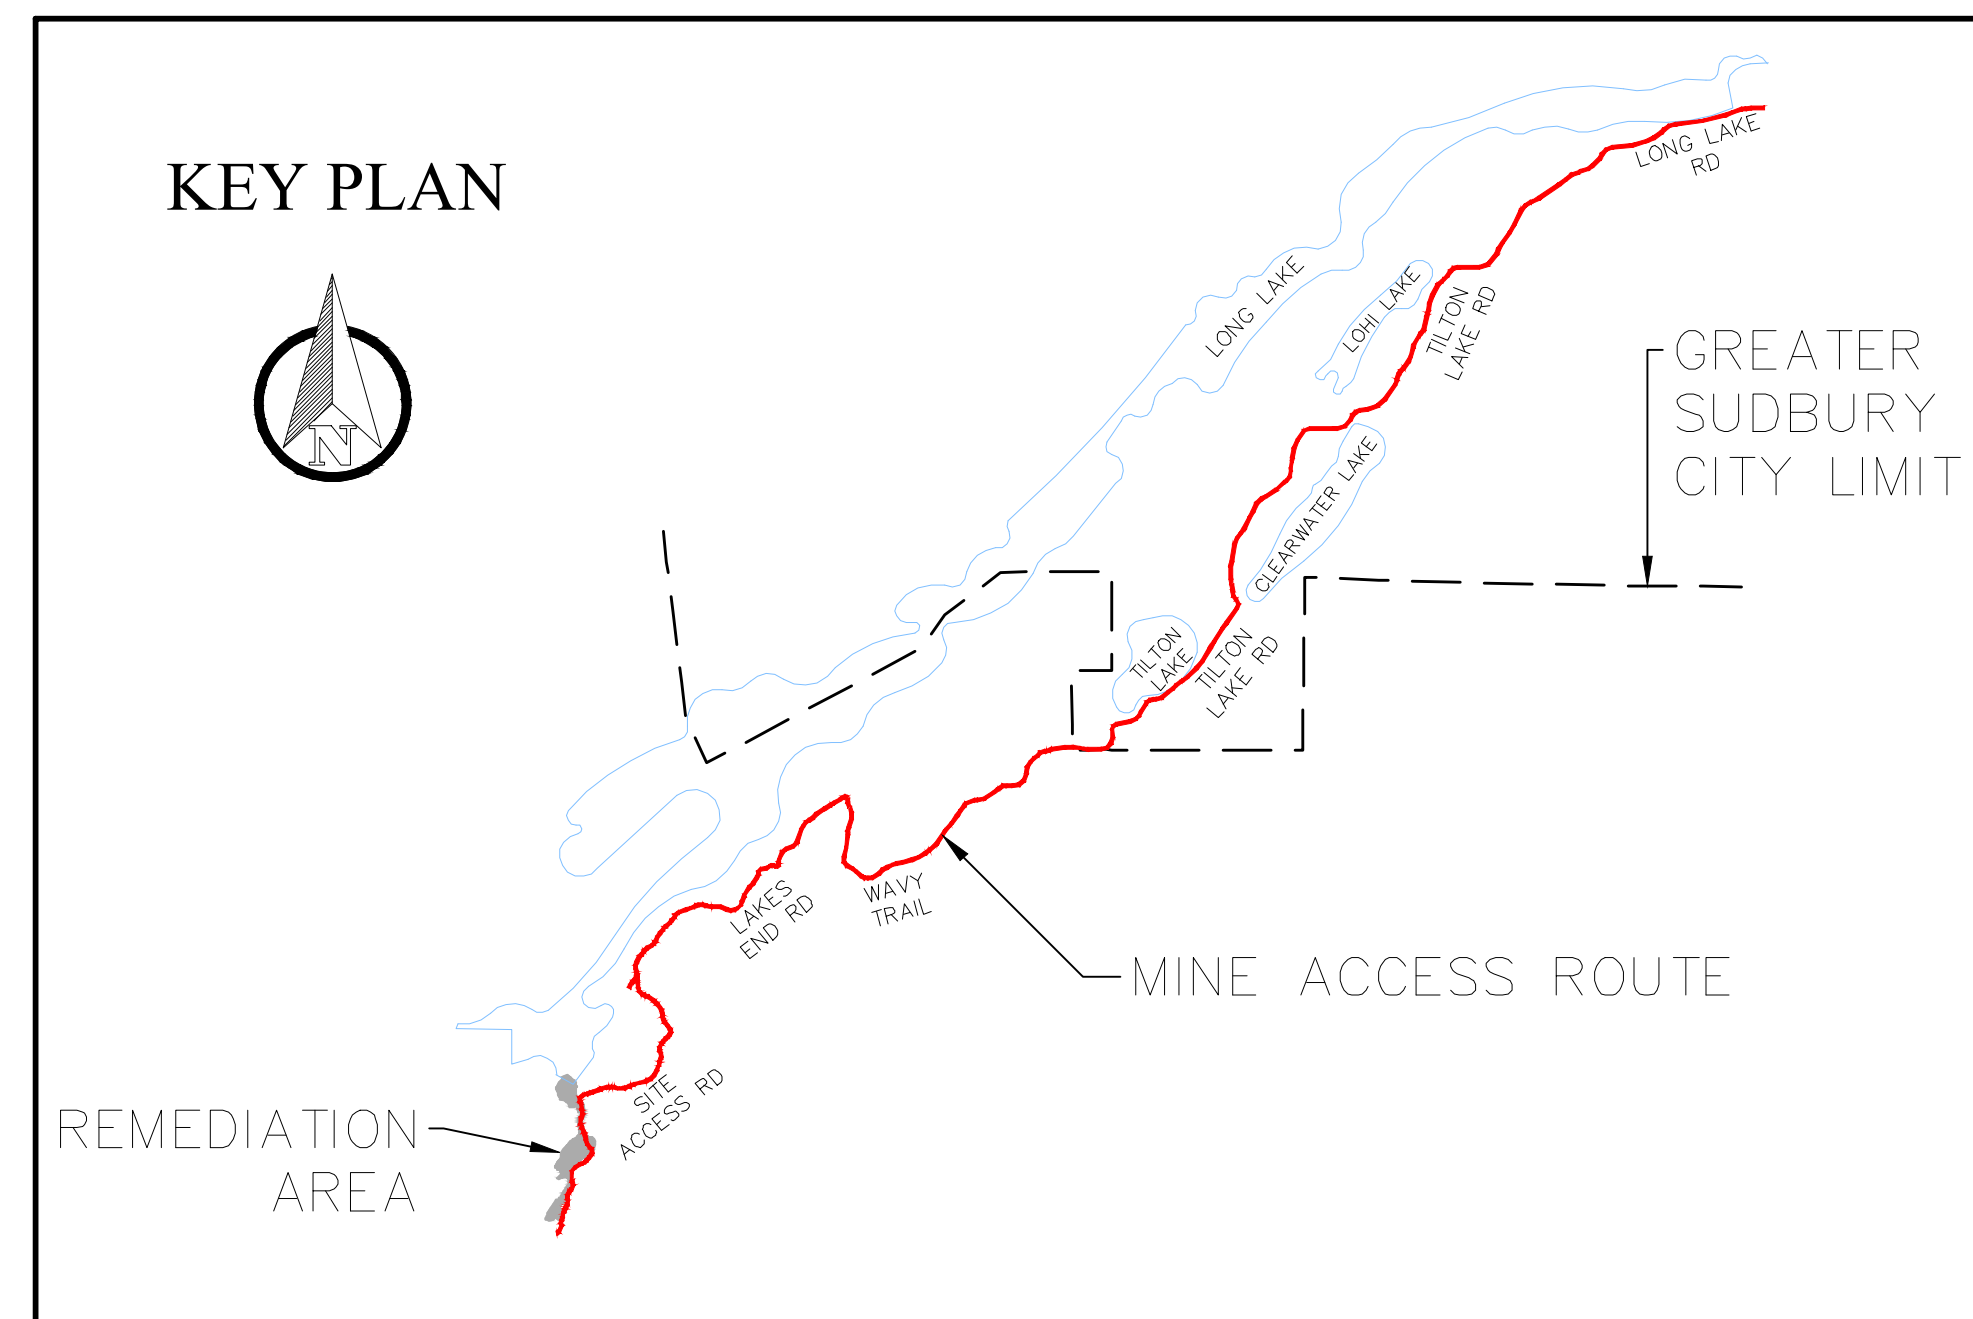 KEY PLAN
N
LONG LAKE
RD
LONG LAKE
LOHI LAKE
TILTON
LAKE RD
GREATER
SUDBURY
CITY LIMIT
CLEARWATER LAKE
TILTON
LAKE
TILTON
LAKE RD
LAKES
END RD
WAVY
TRAIL
MINE ACCESS ROUTE
SITE
ACCESS RD
REMEDIATION
AREA